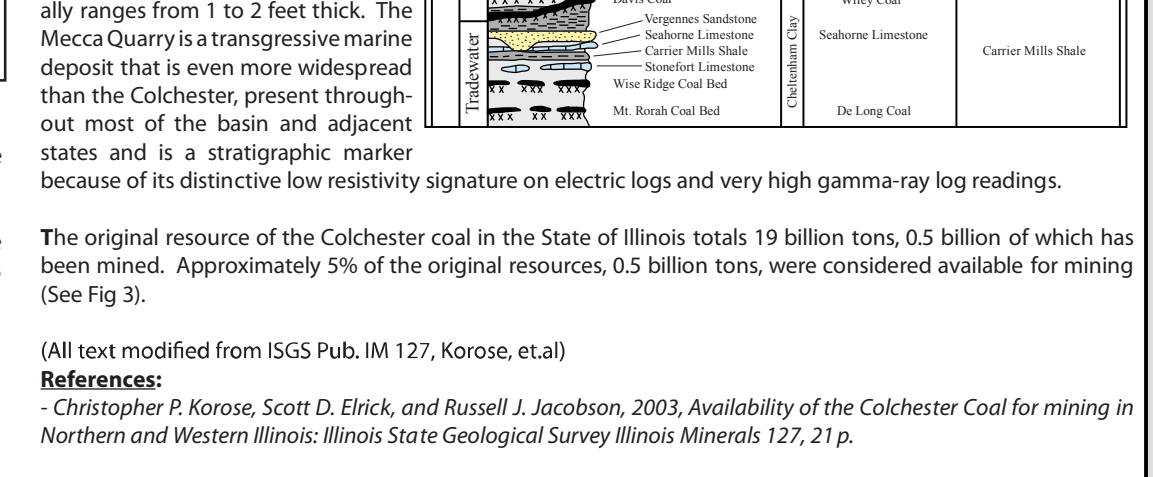 ally ranges from 1 to 2 feet thick. The
Mecca Quarry is a transgressive marine
deposit that is even more widespread
than the Colchester, present through-
out most of the basin and adjacent
states and is a stratigraphic marker
because of its distinctive low resistivity signature on electric logs and very high gamma-ray log readings.
Davis Coal
Wiley Coal
Vergennes Sandstone
Seahorne Limestone
Carrier Mills Shale
Stonefort Limestone
Wise Ridge Coal Bed
Mt. Rorah Coal Bed
Tradewater
Cheltenham Clay
Seahorne Limestone
De Long Coal
Carrier Mills Shale
The original resource of the Colchester coal in the State of Illinois totals 19 billion tons, 0.5 billion of which has
been mined. Approximately 5% of the original resources, 0.5 billion tons, were considered available for mining
(See Fig 3).
(All text modified from ISGS Pub. IM 127, Korose, et.al)
References:
- Christopher P. Korose, Scott D. Elrick, and Russell J. Jacobson, 2003, Availability of the Colchester Coal for mining in
Northern and Western Illinois: Illinois State Geological Survey Illinois Minerals 127, 21 p.